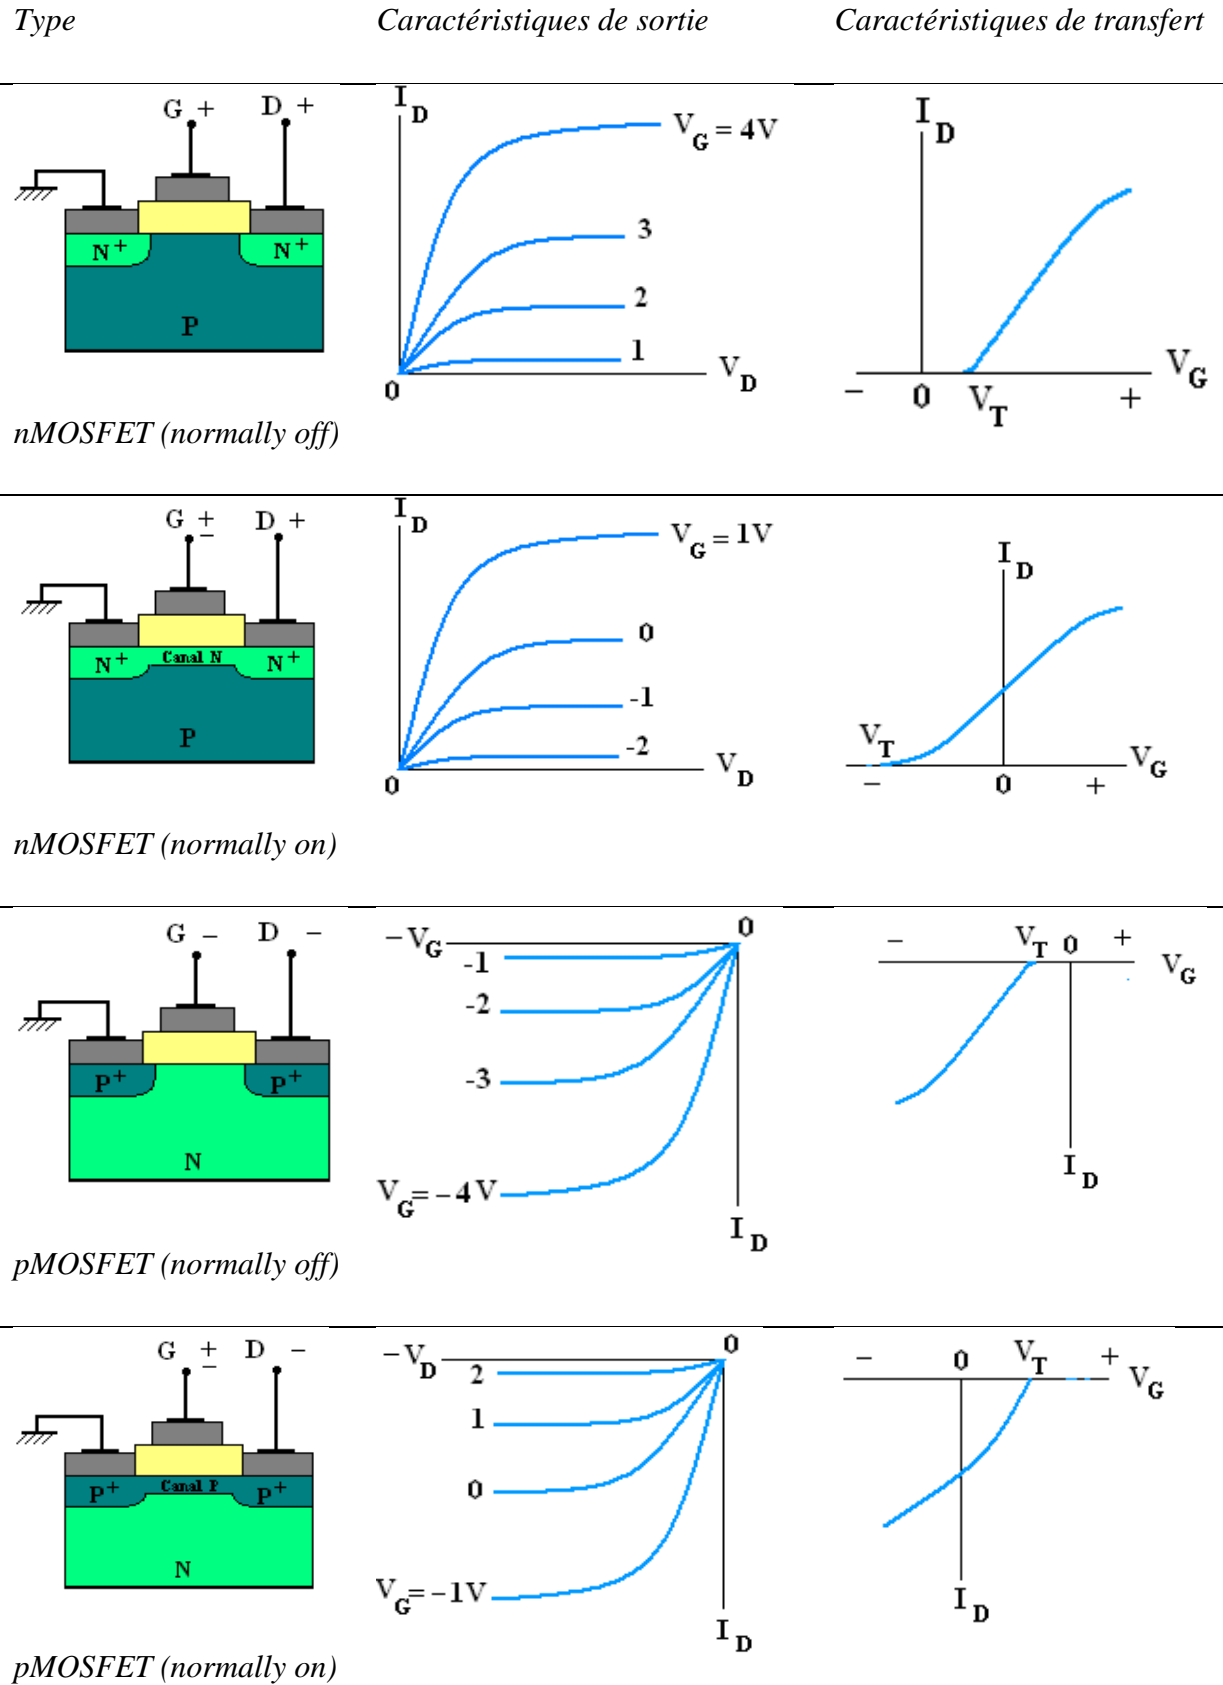 Type Caractéristiques de sortie Caractéristiques de transfert
G + D +
N+ N+
P
nMOSFET (normally off)
I D
V G = 4V
3
2
1
0
V D
I D
V G
− 0 V T +
G ± D +
N+ Canal N N+
P
nMOSFET (normally on)
I D
V G = 1V
0
-1
-2
0
V D
I D
V T
V G
− 0 +
G − D −
P+ P+
N
pMOSFET (normally off)
0
− V G
-1
-2
-3
V G = − 4 V
I D
− V T 0 +
V G
I D
G ± D −
P+ Canal P P+
N
pMOSFET (normally on)
0
− V D
2
1
0
V G = − 1V
I D
− 0 V T +
V G
I D